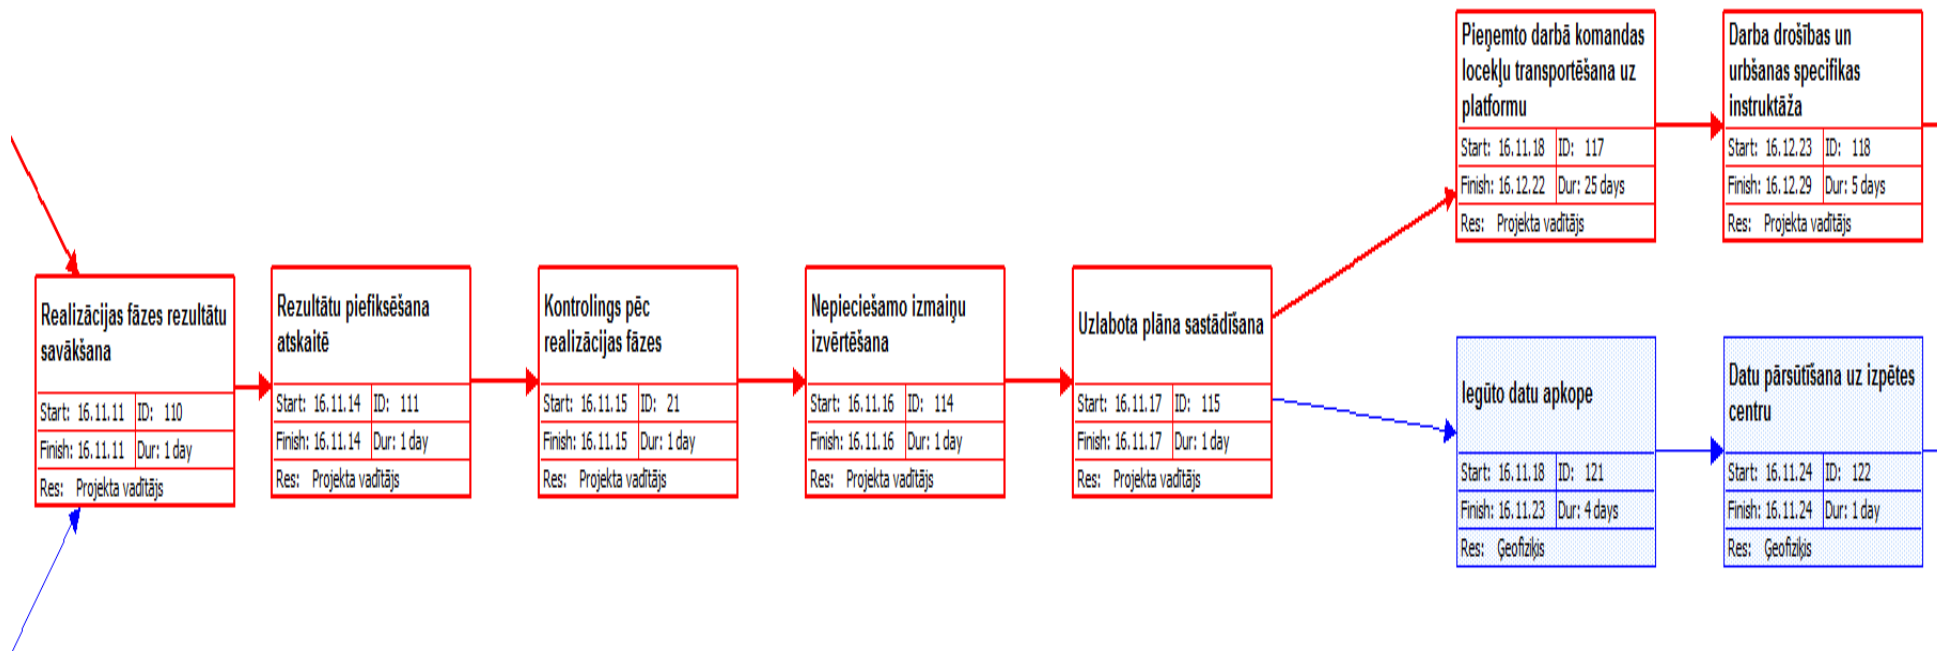 Pieņemto darbā komandas
locekļu transportēšana uz
platformu
Start: 16.11.18 ID: 117
Finish: 16.12.22 Dur: 25 days
Res: Projekta vadītājs
Darba drošības un
urbšanas specifikas
instruktāža
Start: 16.12.23 ID: 118
Finish: 16.12.29 Dur: 5 days
Res: Projekta vadītājs
Realizācijas fāzes rezultātu
savākšana
Start: 16.11.11 ID: 110
Finish: 16.11.11 Dur: 1 day
Res: Projekta vadītājs
Rezultātu piefiksēšana
atskaitē
Start: 16.11.14 ID: 111
Finish: 16.11.14 Dur: 1 day
Res: Projekta vadītājs
Kontrolings pēc
realizācijas fāzes
Start: 16.11.15 ID: 21
Finish: 16.11.15 Dur: 1 day
Res: Projekta vadītājs
Nepieciešamo izmaiņu
izvērtēšana
Start: 16.11.16 ID: 114
Finish: 16.11.16 Dur: 1 day
Res: Projekta vadītājs
Uzlabota plāna sastādīšana
Start: 16.11.17 ID: 115
Finish: 16.11.17 Dur: 1 day
Res: Projekta vadītājs
Iegūto datu apkope
Start: 16.11.18 ID: 121
Finish: 16.11.23 Dur: 4 days
Res: Ģeofiziķis
Datu pārsūtīšana uz izpētes
centru
Start: 16.11.24 ID: 122
Finish: 16.11.24 Dur: 1 day
Res: Ģeofiziķis